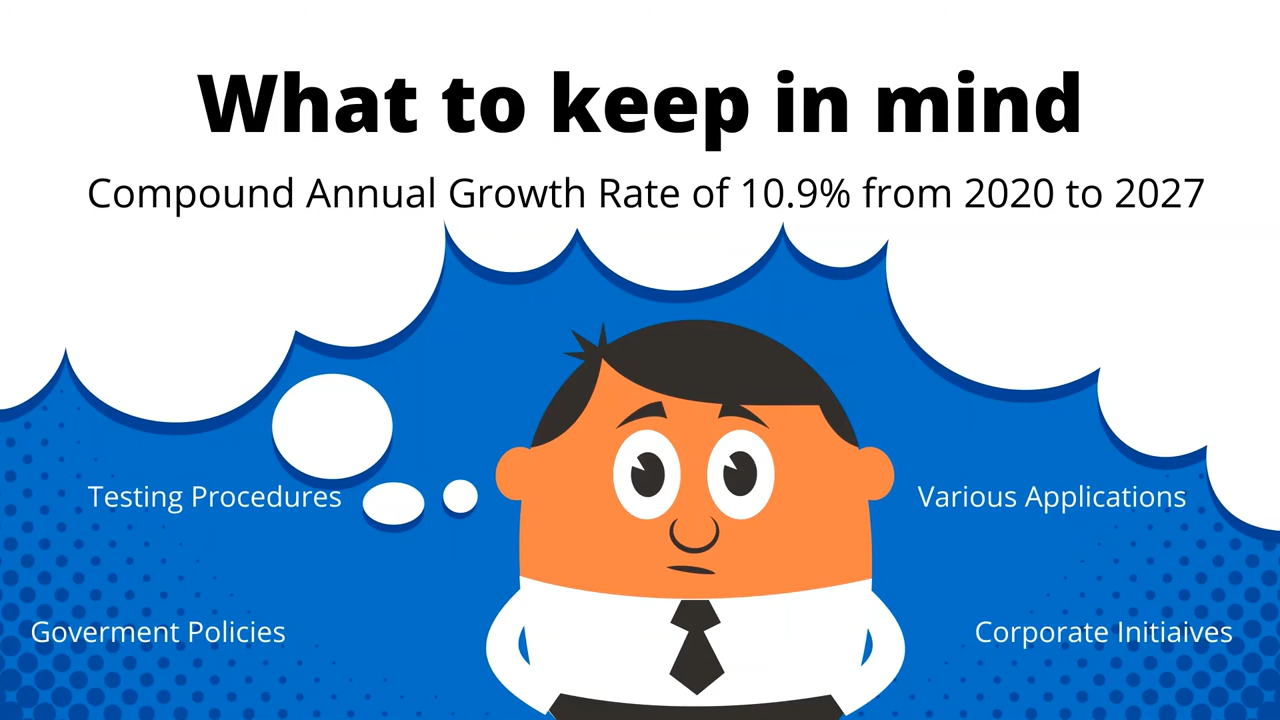 What to keep in mind
Compound Annual Growth Rate of 10.9% from 2020 to 2027
Testing Procedures
Various Applications
Goverment Policies
Corporate Initiaives